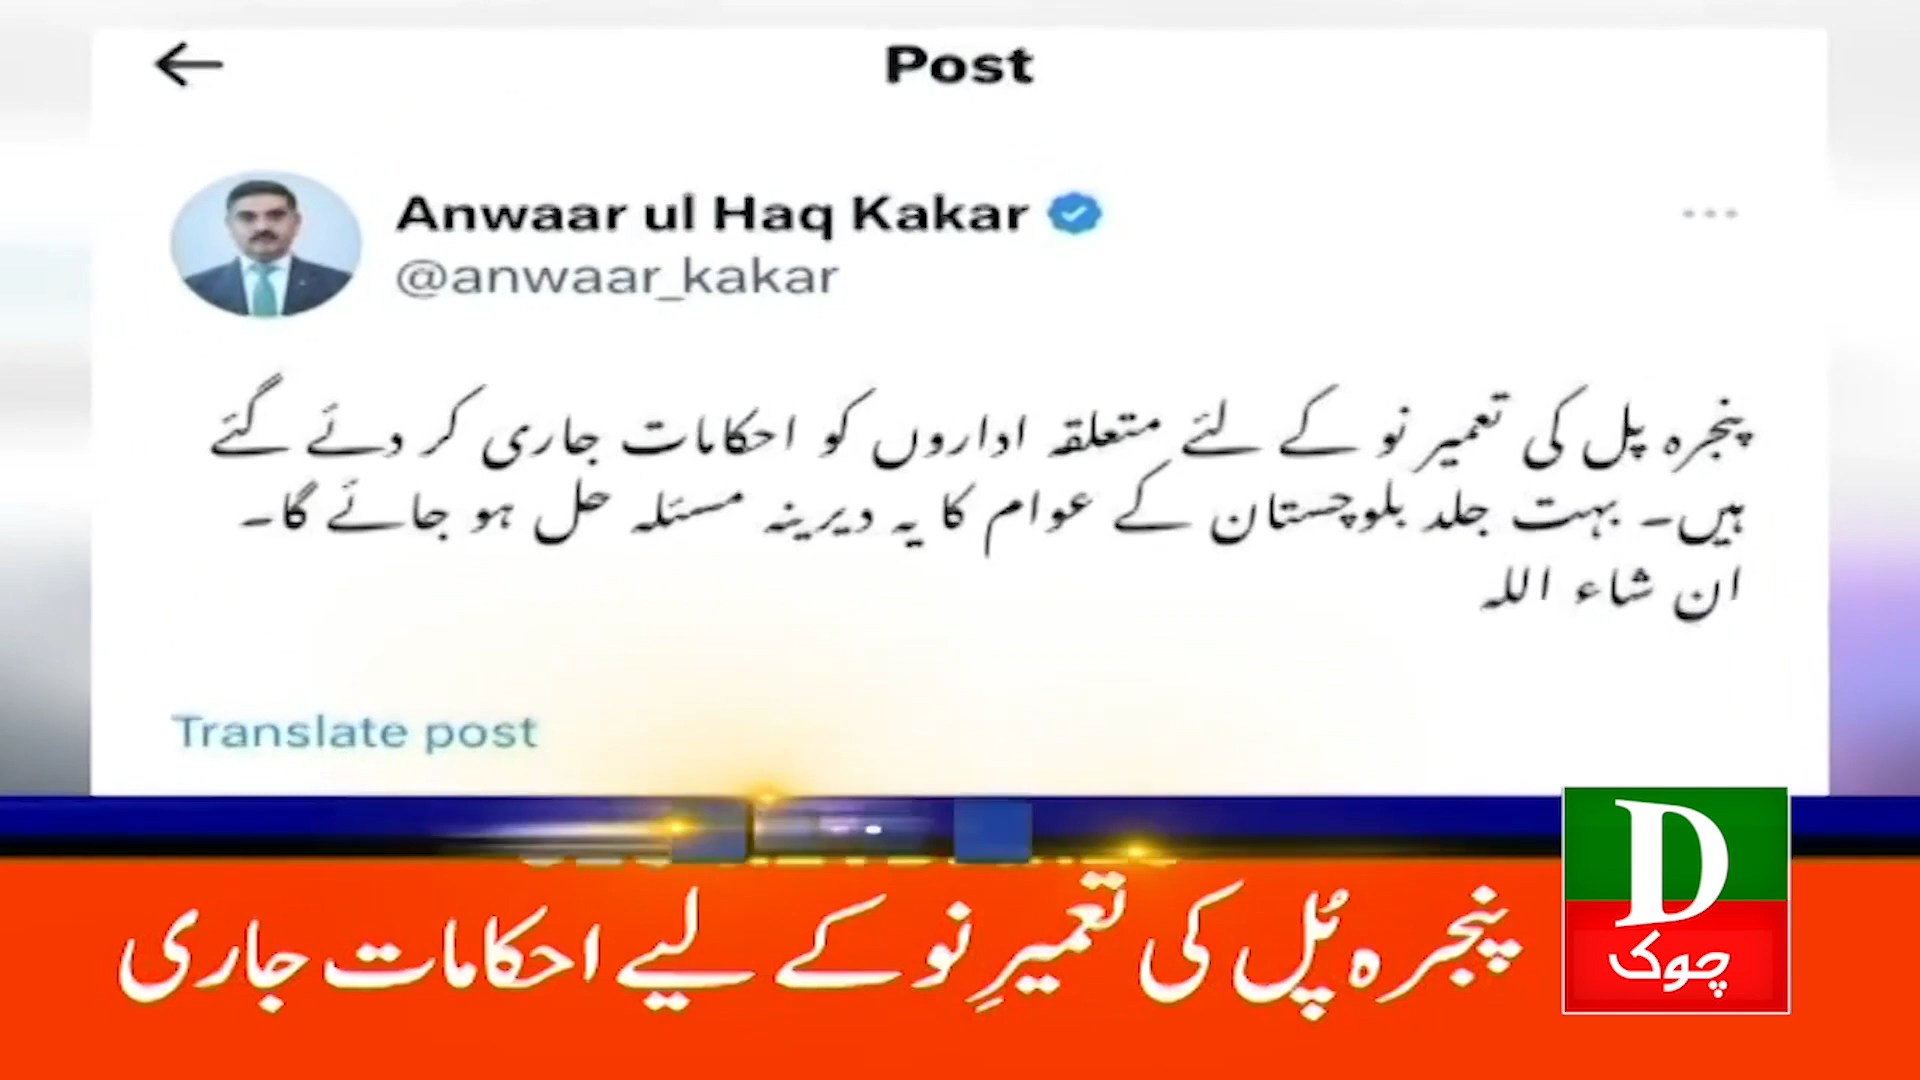 Post
Anwaar ul Haq Kakar
@anwaar_kakar
پنجرہ پل کی تعمیر نو کے لئے متعلقہ اداروں کو احکامات جاری کر دئے گئے
ہیں۔ بہت جلد بلوچستان کے عوام کا یہ دیرینہ مسئلہ حل ہو جائے گا۔
ان شاء اللہ
Translate post
D
چوک
پنجرہ پُل کی تعمیرِ نو کے لیے احکامات جاری